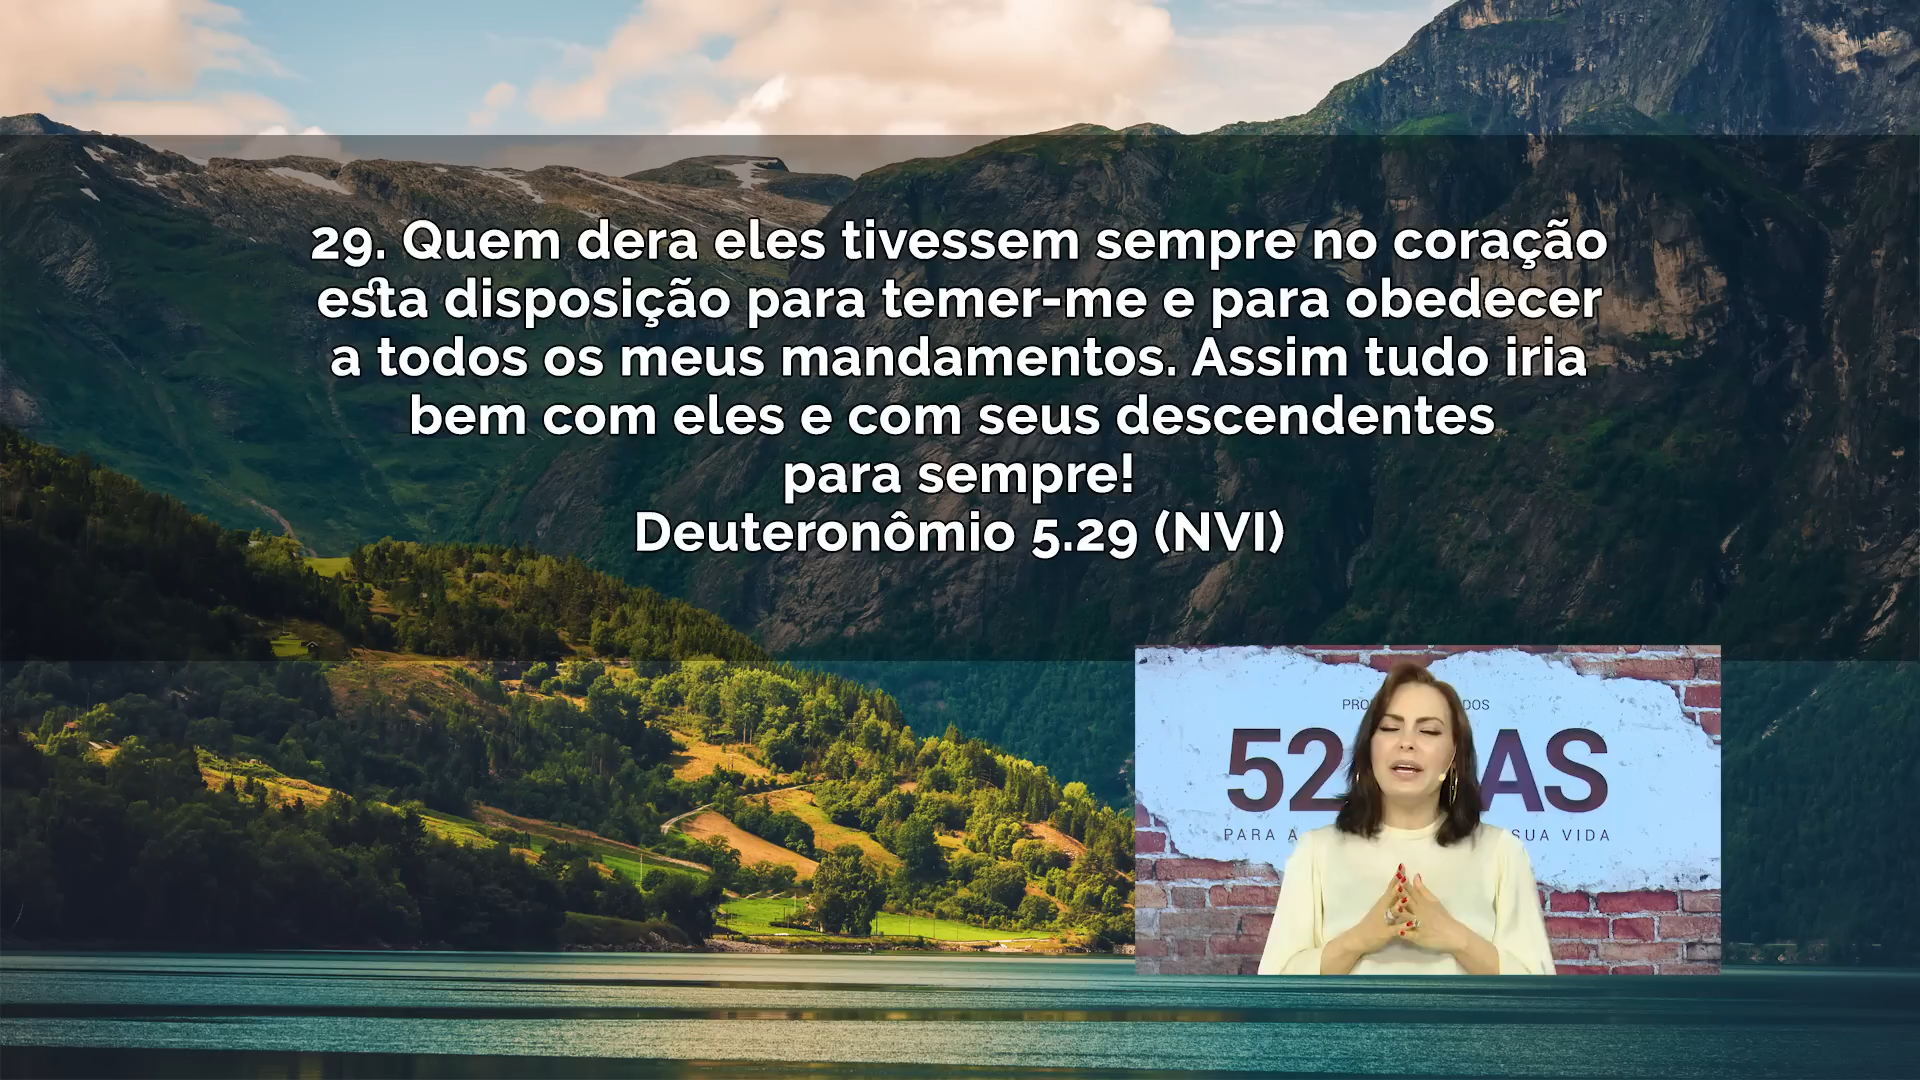 29. Quem dera eles tivessem sempre no coração
esta disposição para temer-me e para obedecer
a todos os meus mandamentos. Assim tudo iria
bem com eles e com seus descendentes
para sempre!
Deuteronômio 5.29 (NVI)
52 AS
PARA A SUA VIDA